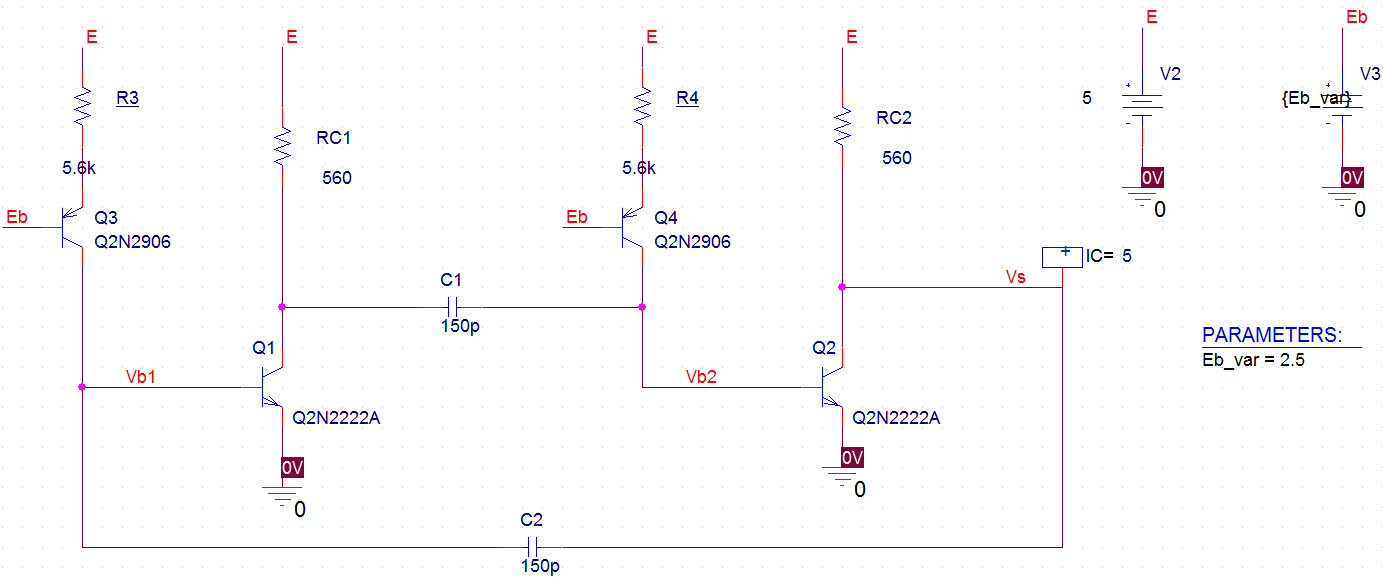 E
E
E
E
E
Eb
R3
5.6k
RC1
560
R4
5.6k
RC2
560
+
V2
5
-
+
V3
{Eb_var}
-
0V
0
0V
0
Eb
Q3
Q2N2906
Eb
Q4
Q2N2906
C1
150p
Vs
+
IC= 5
PARAMETERS:
Eb_var = 2.5
Vb1
Q1
Q2N2222A
0V
0
Vb2
Q2
Q2N2222A
0V
0
C2
150p